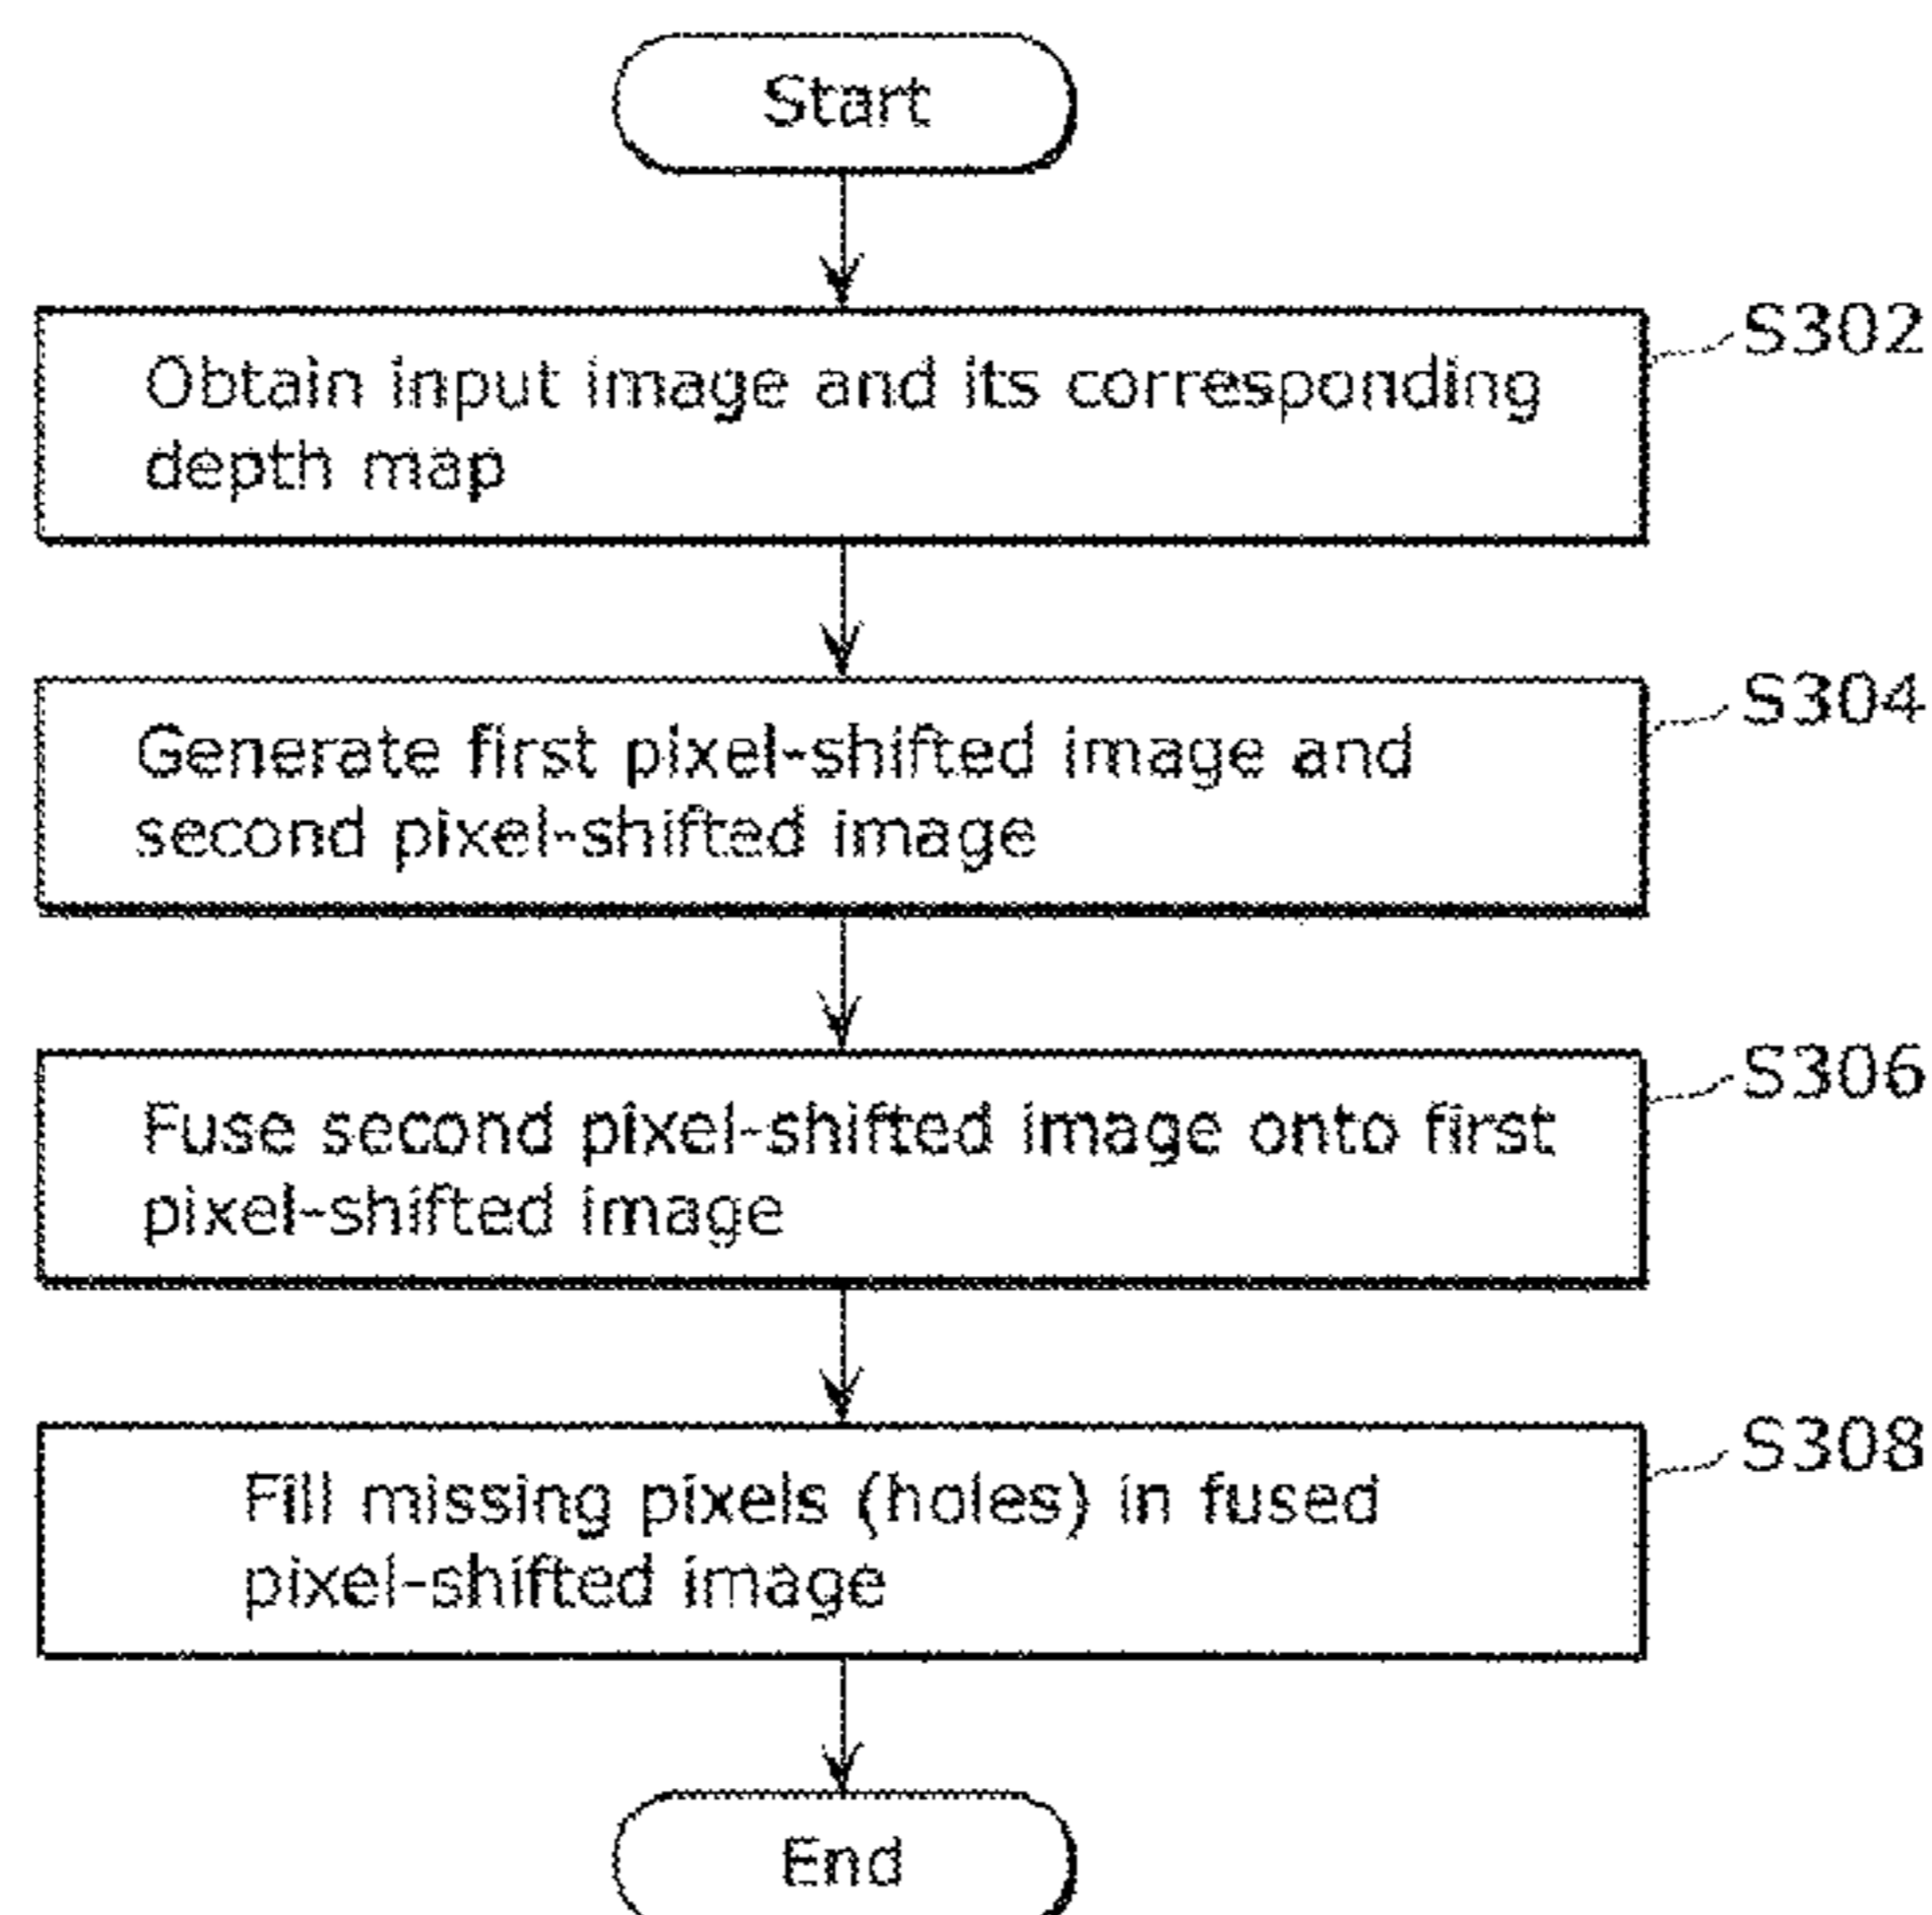 Start
S302
Obtain input image and its corresponding
depth map
S304
Generate first pixel-shifted image and
second pixel-shifted image
S306
Fuse second pixel-shifted image onto first
pixel-shifted image
S308
Fill missing pixels (holes) in fused
pixel-shifted image
End